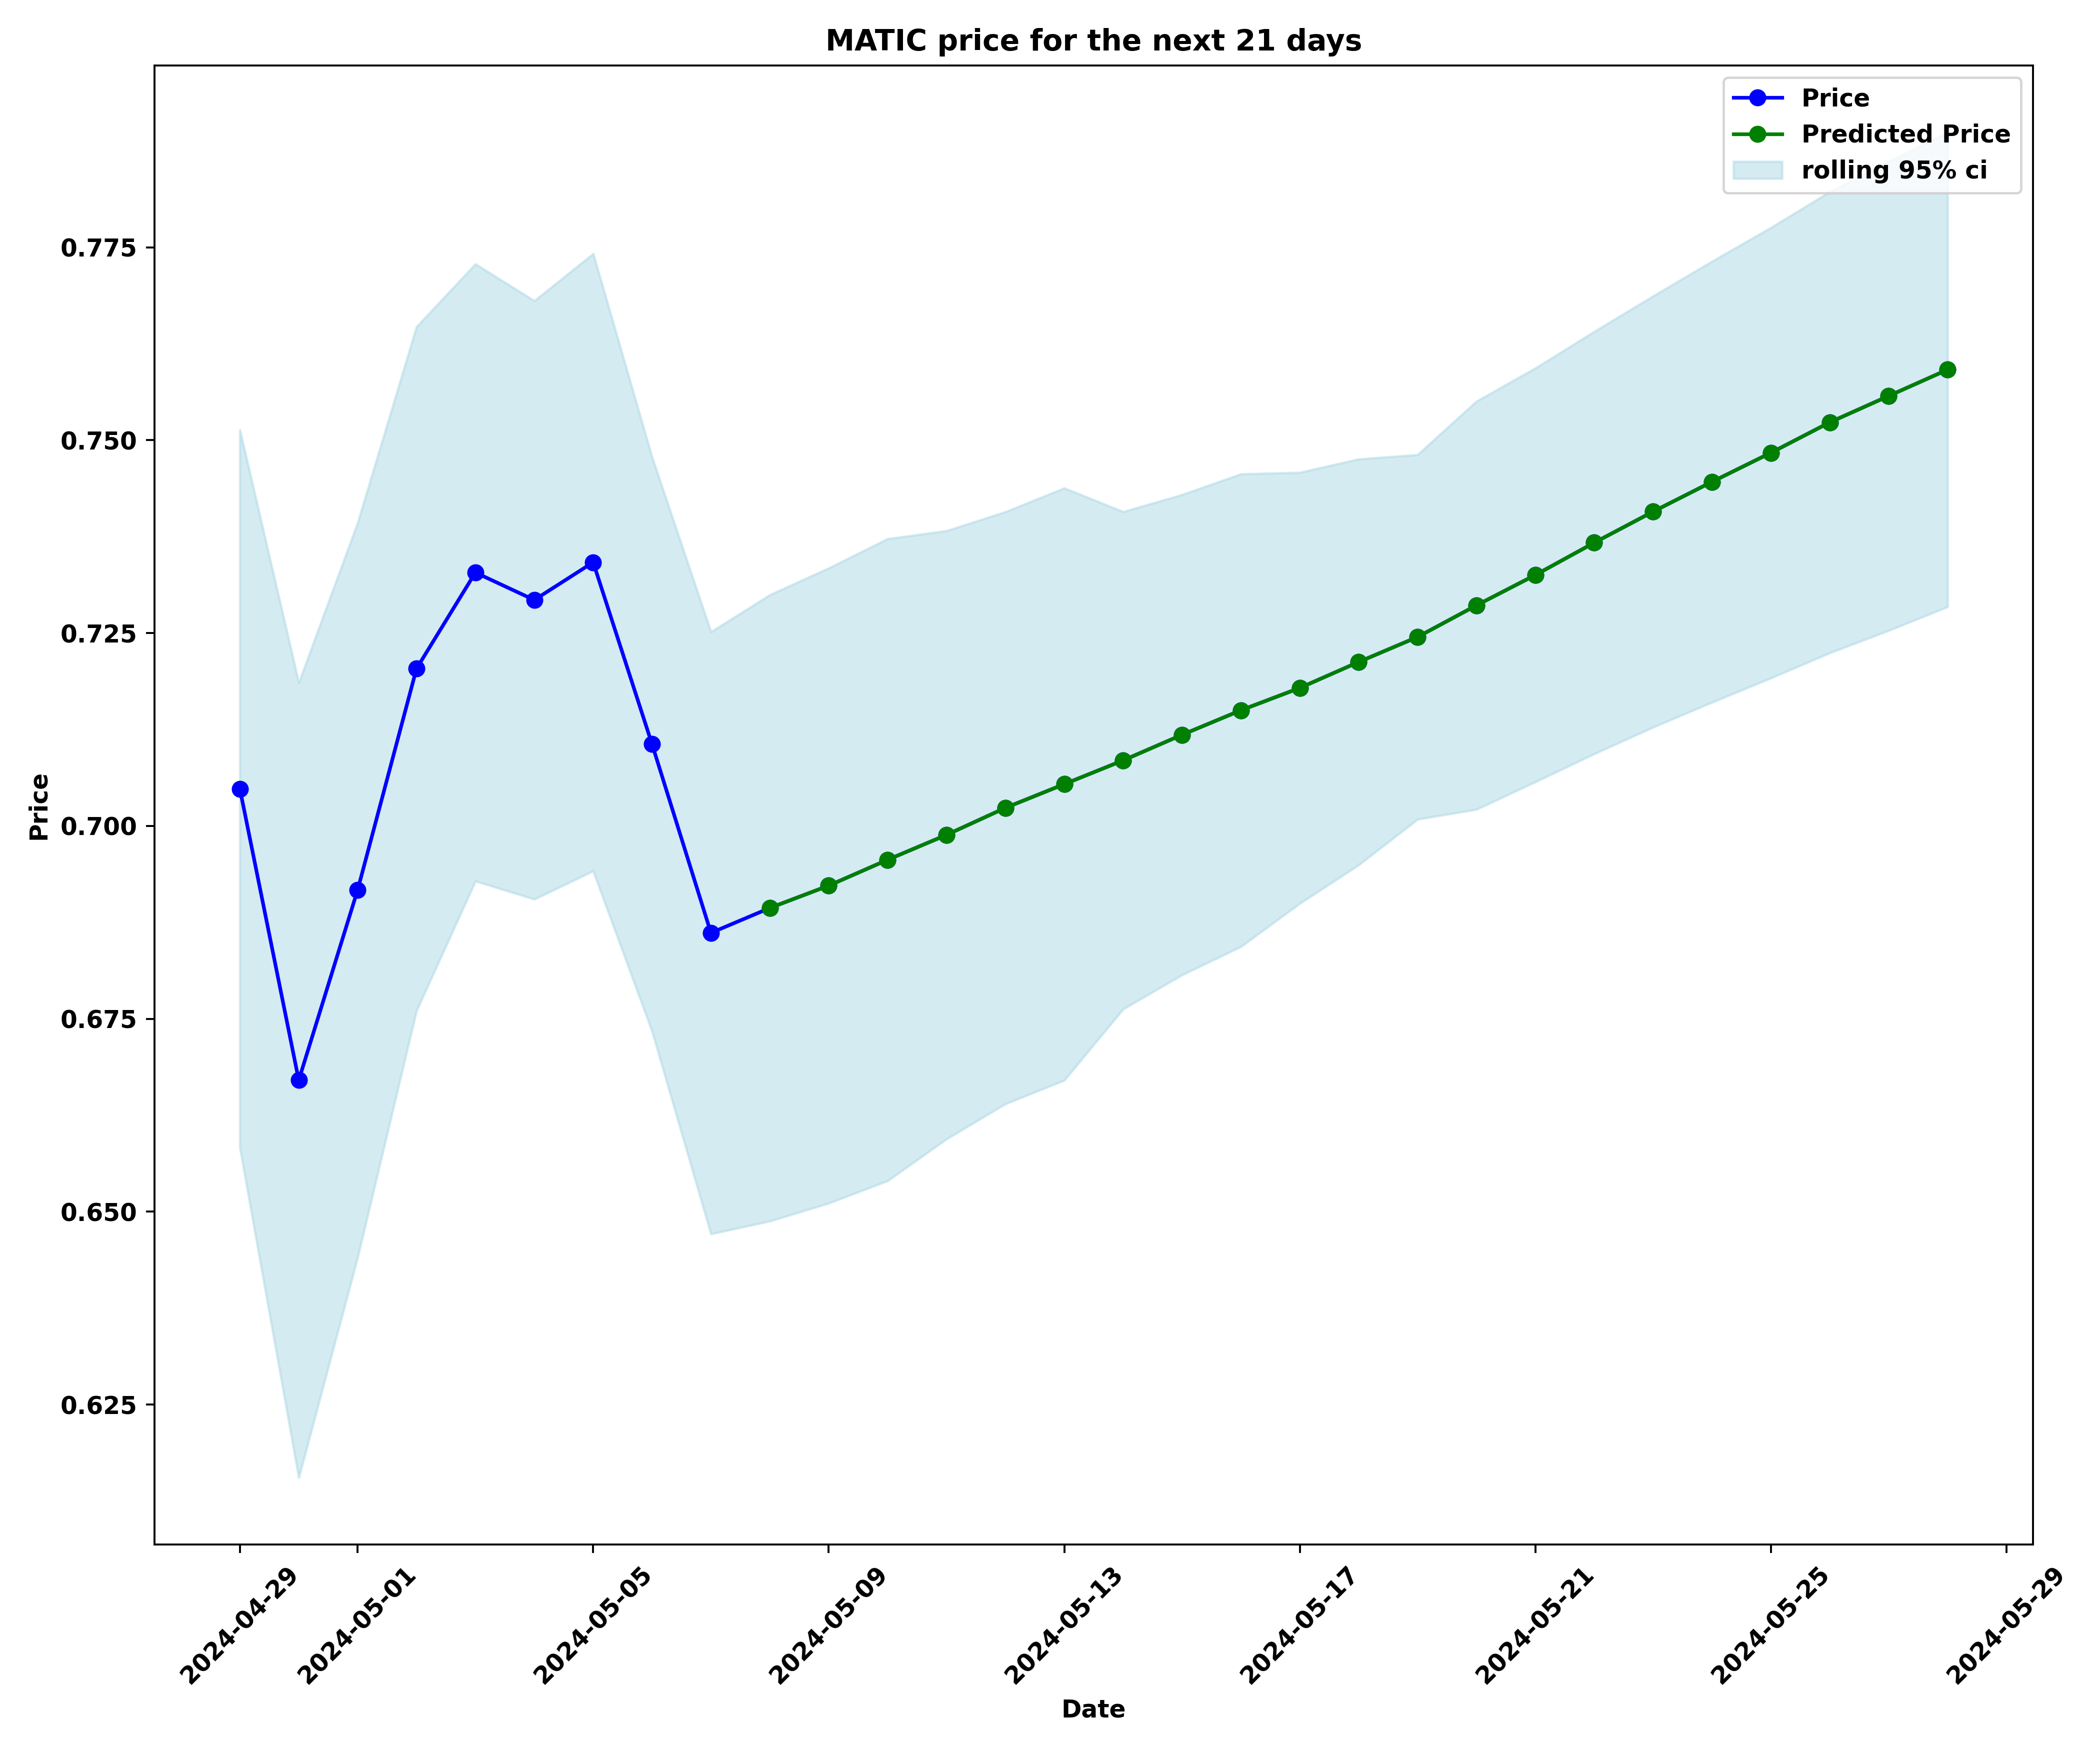 MATIC price for the next 21 days
Price
Predicted Price
rolling 95% ci
0.775
0.750
0.725
0.700
0.675
0.650
0.625
Price
2024-04-29
2024-05-01
2024-05-05
2024-05-09
2024-05-13
2024-05-17
2024-05-21
2024-05-25
2024-05-29
Date